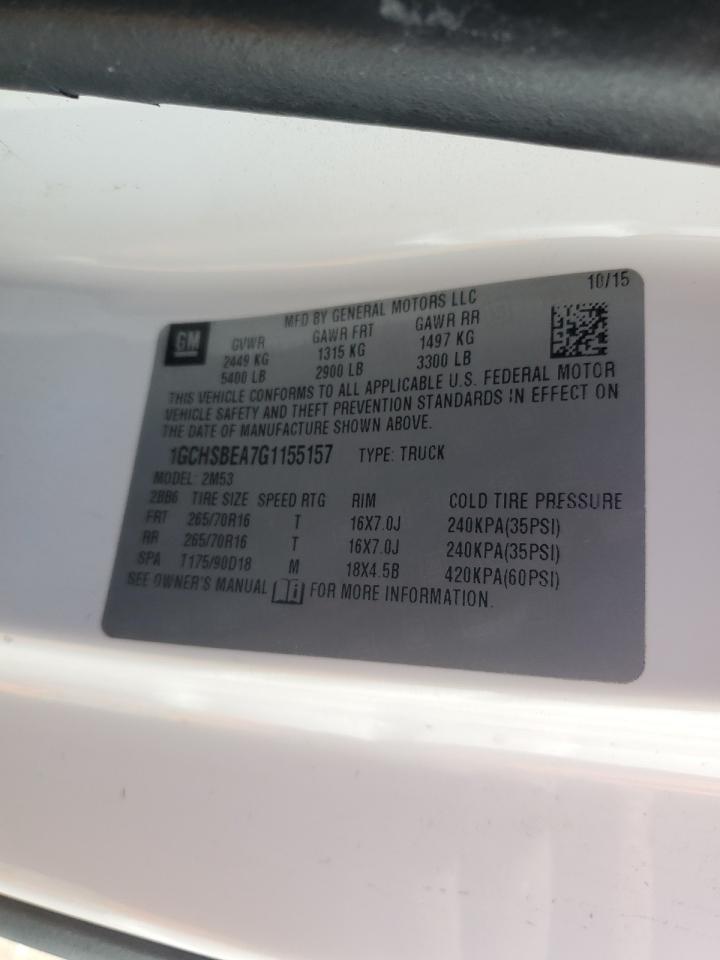 10/15
MFD BY GENERAL MOTORS LLC
GM
GVWR GAWR FRT GAWR RR
2449 KG 1315 KG 1497 KG
5400 LB 2900 LB 3300 LB
THIS VEHICLE CONFORMS TO ALL APPLICABLE U.S. FEDERAL MOTOR
VEHICLE SAFETY AND THEFT PREVENTION STANDARDS IN EFFECT ON
THE DATE OF MANUFACTURE SHOWN ABOVE.
1GCHSBEA7G1155157 TYPE: TRUCK
MODEL: 2M53
2BB6 TIRE SIZE SPEED RTG RIM COLD TIRE PRESSURE
FRT 265/70R16 T 16X7.0J 240KPA(35PSI)
RR 265/70R16 T 16X7.0J 240KPA(35PSI)
SPA T175/90D18 M 18X4.5B 420KPA(60PSI)
SEE OWNER'S MANUAL i FOR MORE INFORMATION.